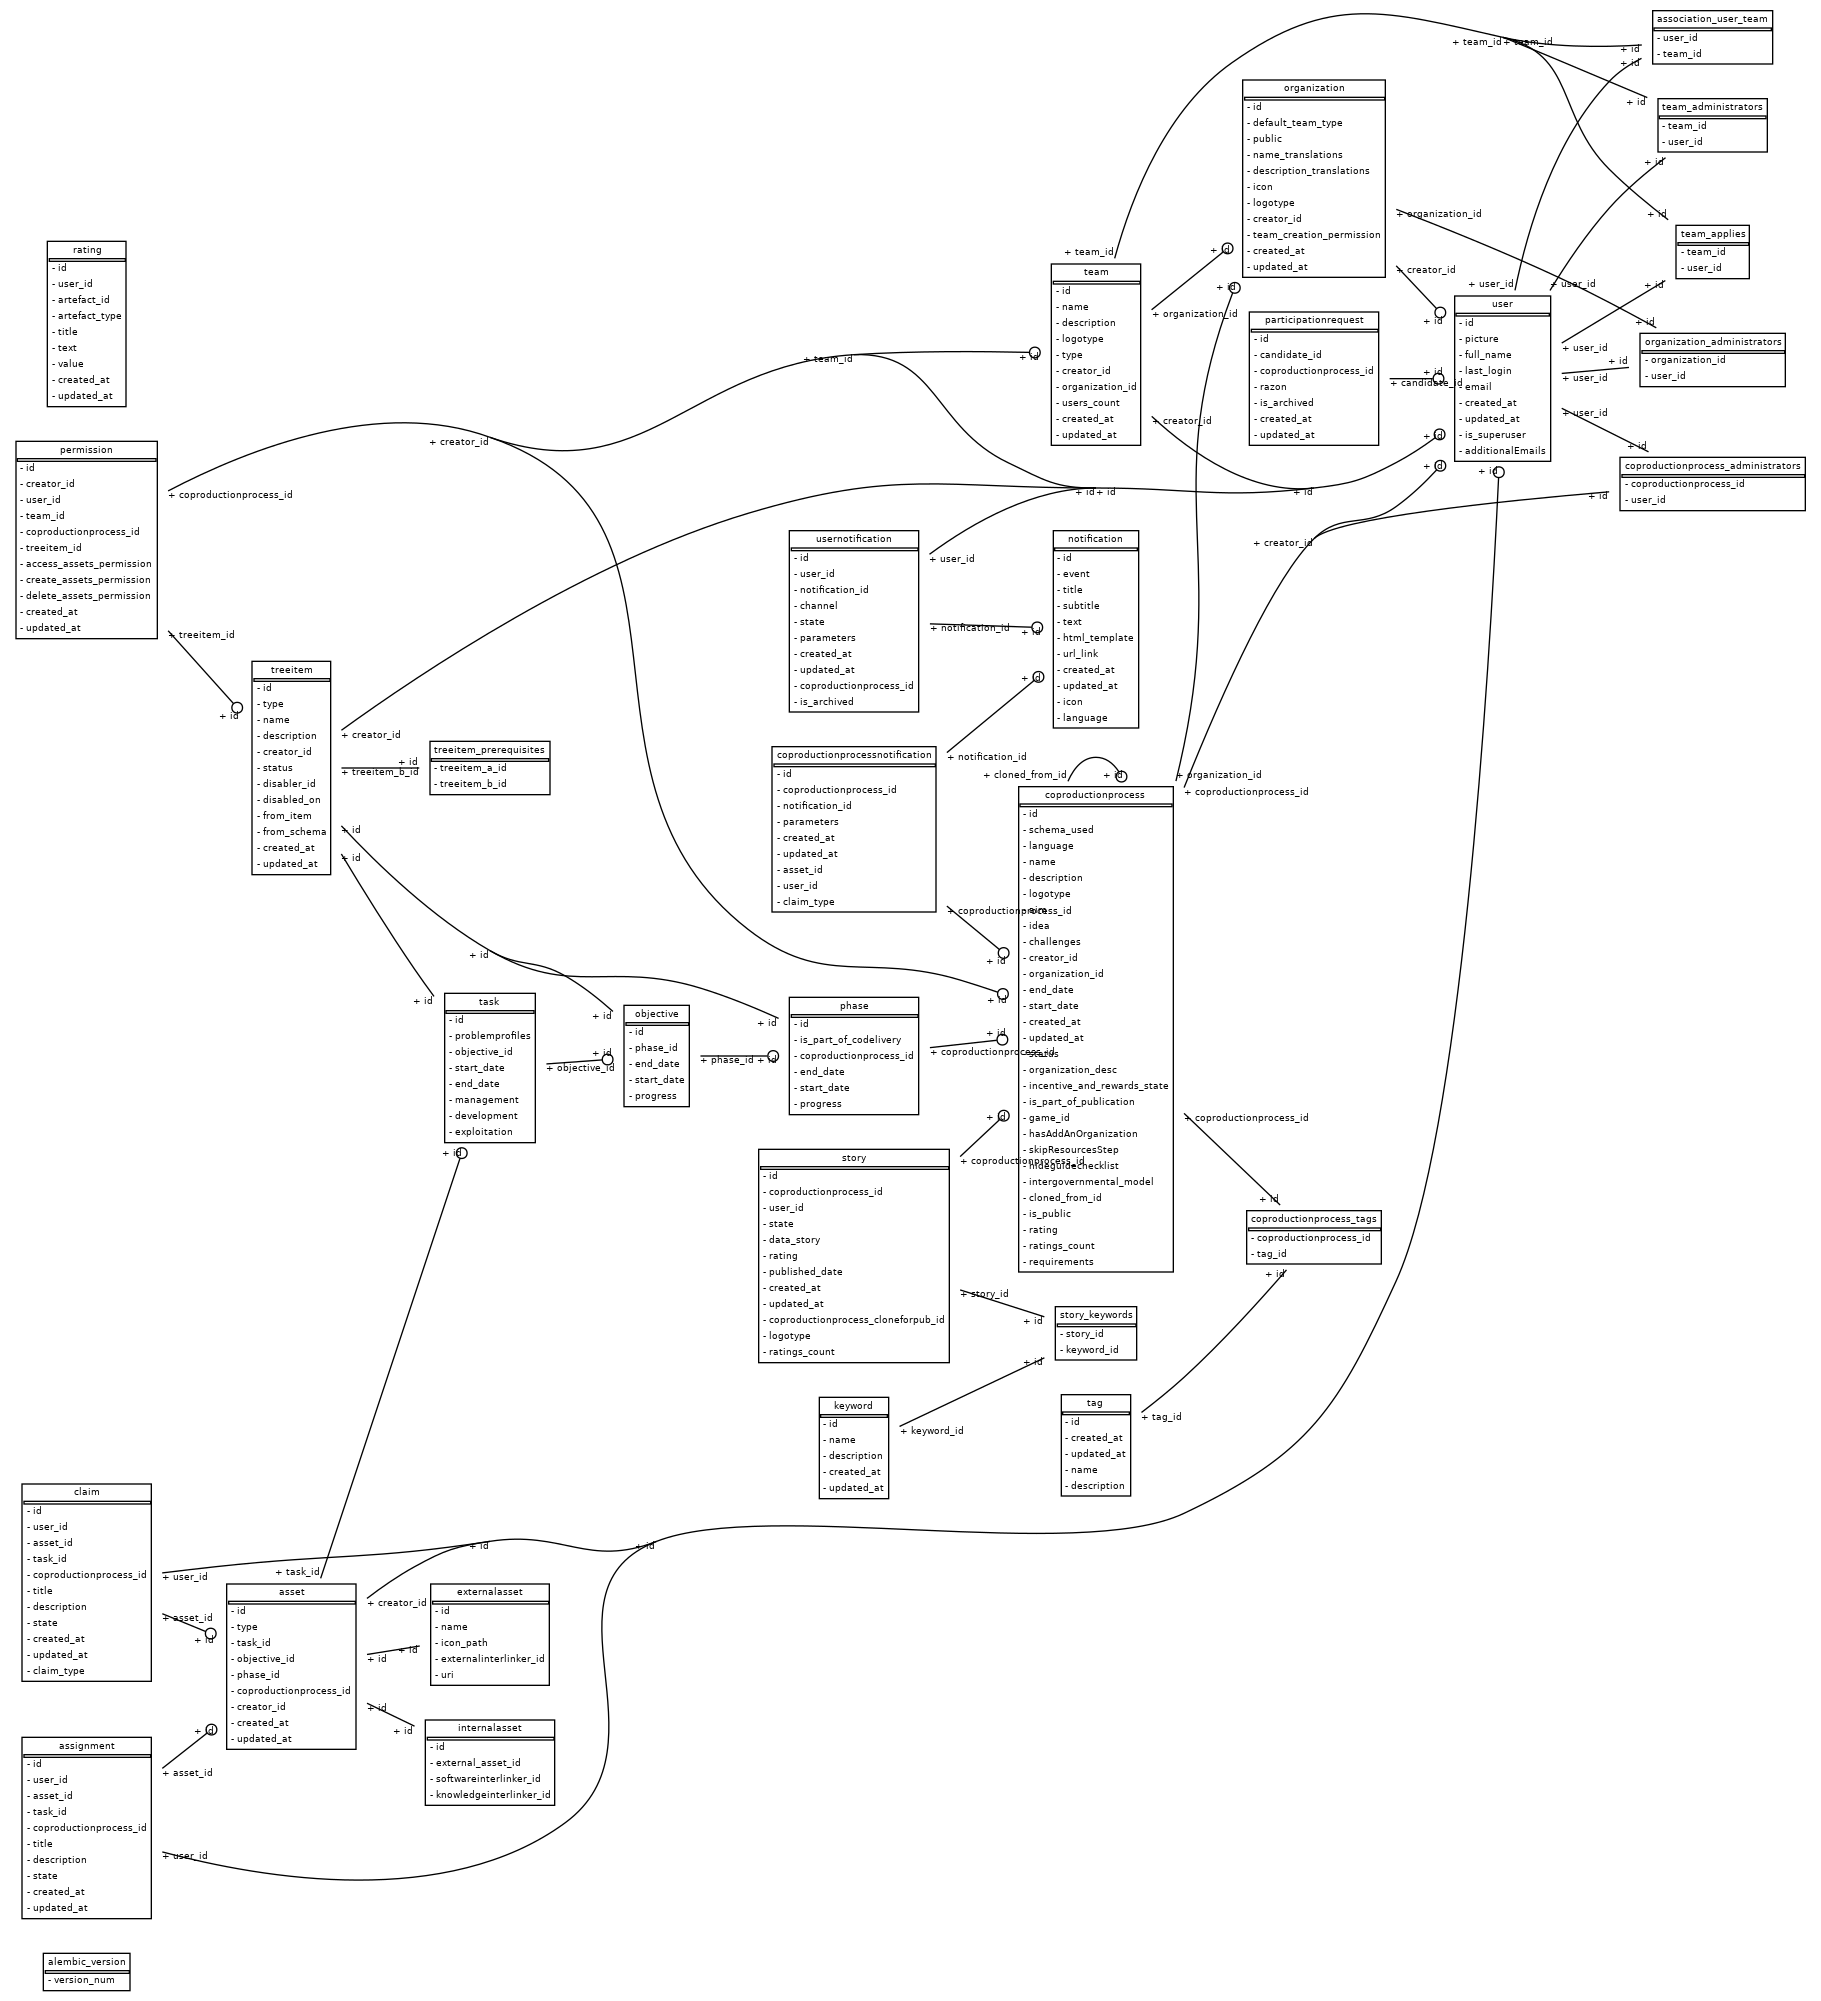 association_user_team
- user_id
- team_id
+ team_id
+ team_id
+ id
+ id
organization
- id
- default_team_type
- public
- name_translations
- description_translations
- icon
- logotype
- creator_id
- team_creation_permission
- created_at
- updated_at
team_administrators
- team_id
- user_id
+ id
+ id
+ organization_id
+ id
team_applies
- team_id
- user_id
+ id
rating
- id
- user_id
- artefact_id
- artefact_type
- title
- text
- value
- created_at
- updated_at
+ team_id
team
- id
- name
- description
- logotype
- type
- creator_id
- organization_id
- users_count
- created_at
- updated_at
+ id
+ id
+ organization_id
+ creator_id
+ id
+ user_id
+ user_id
participationrequest
- id
- candidate_id
- coproductionprocess_id
- razon
- is_archived
- created_at
- updated_at
+ id
+ candidate_id
user
- id
- picture
- full_name
- last_login
- email
- created_at
- updated_at
- is_superuser
- additionalEmails
+ user_id
+ id
+ user_id
+ id
organization_administrators
- organization_id
- user_id
+ user_id
+ id
coproductionprocess_administrators
- coproductionprocess_id
- user_id
+ id
+ team_id
+ id
+ creator_id
+ creator_id
+ id
+ id
+ id
permission
- id
- creator_id
- user_id
- team_id
- coproductionprocess_id
- treeitem_id
- access_assets_permission
- create_assets_permission
- delete_assets_permission
- created_at
- updated_at
+ coproductionprocess_id
+ id
+ id
+ id
+ creator_id
usernotification
- id
- user_id
- notification_id
- channel
- state
- parameters
- created_at
- updated_at
- coproductionprocess_id
- is_archived
+ user_id
+ notification_id
+ id
notification
- id
- event
- title
- subtitle
- text
- html_template
- url_link
- created_at
- updated_at
- icon
- language
+ treeitem_id
+ id
treeitem
- id
- type
- name
- description
- creator_id
- status
- disabler_id
- disabled_on
- from_item
- from_schema
- created_at
- updated_at
+ creator_id
+ id
+ treeitem_b_id
treeitem_prerequisites
- treeitem_a_id
- treeitem_b_id
+ id
+ id
+ id
coproductionprocessnotification
- id
- coproductionprocess_id
- notification_id
- parameters
- created_at
- updated_at
- asset_id
- user_id
- claim_type
+ notification_id
+ coproductionprocess_id
+ id
+ cloned_from_id
+ id
+ organization_id
+ coproductionprocess_id
coproductionprocess
- id
- schema_used
- language
- name
- description
- logotype
- aim
- idea
- challenges
- creator_id
- organization_id
- end_date
- start_date
- created_at
- updated_at
- status
- organization_desc
- incentive_and_rewards_state
- is_part_of_publication
- game_id
- hasAddAnOrganization
- skipResourcesStep
- hideguidechecklist
- intergovernmental_model
- cloned_from_id
- is_public
- rating
- ratings_count
- requirements
+ id
+ id
+ id
+ id
+ id
task
- id
- problemprofiles
- objective_id
- start_date
- end_date
- management
- development
- exploitation
+ id
+ objective_id
objective
- id
- phase_id
- end_date
- start_date
- progress
+ phase_id
+ id
phase
- id
- is_part_of_codelivery
- coproductionprocess_id
- end_date
- start_date
- progress
+ id
+ coproductionprocess_id
+ id
+ coproductionprocess_id
+ coproductionprocess_id
+ id
story
- id
- coproductionprocess_id
- user_id
- state
- data_story
- rating
- published_date
- created_at
- updated_at
- coproductionprocess_cloneforpub_id
- logotype
- ratings_count
+ id
coproductionprocess_tags
- coproductionprocess_id
- tag_id
+ id
+ story_id
+ id
story_keywords
- story_id
- keyword_id
+ id
keyword
- id
- name
- description
- created_at
- updated_at
+ keyword_id
tag
- id
- created_at
- updated_at
- name
- description
+ tag_id
claim
- id
- user_id
- asset_id
- task_id
- coproductionprocess_id
- title
- description
- state
- created_at
- updated_at
- claim_type
+ id
+ id
+ user_id
+ task_id
+ asset_id
+ id
asset
- id
- type
- task_id
- objective_id
- phase_id
- coproductionprocess_id
- creator_id
- created_at
- updated_at
+ creator_id
+ id
+ id
externalasset
- id
- name
- icon_path
- externalinterlinker_id
- uri
+ id
+ id
internalasset
- id
- external_asset_id
- softwareinterlinker_id
- knowledgeinterlinker_id
+ id
+ asset_id
assignment
- id
- user_id
- asset_id
- task_id
- coproductionprocess_id
- title
- description
- state
- created_at
- updated_at
+ user_id
alembic_version
- version_num